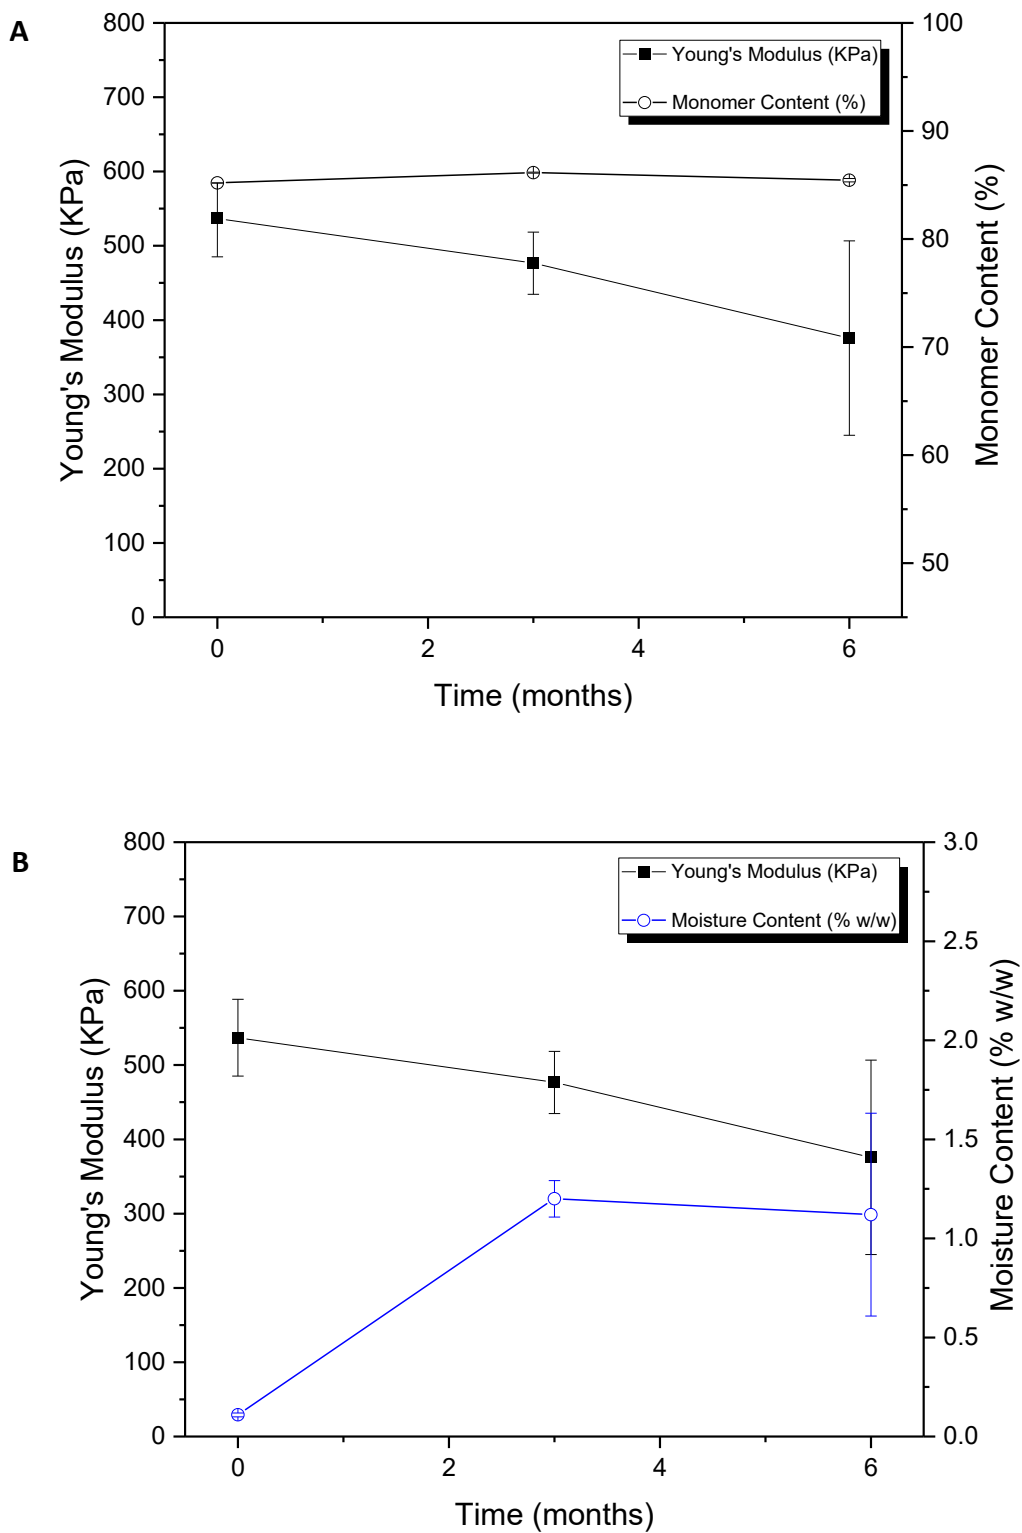 A
Young's Modulus (KPa)
Monomer Content (%)
800
700
600
500
400
300
200
100
0
100
90
80
70
60
50
0 2 4 6
Young's Modulus (KPa)
Monomer Content (%)
Time (months)
B
Young's Modulus (KPa)
Moisture Content (% w/w)
800
700
600
500
400
300
200
100
0
3.0
2.5
2.0
1.5
1.0
0.5
0.0
0 2 4 6
Young's Modulus (KPa)
Moisture Content (% w/w)
Time (months)